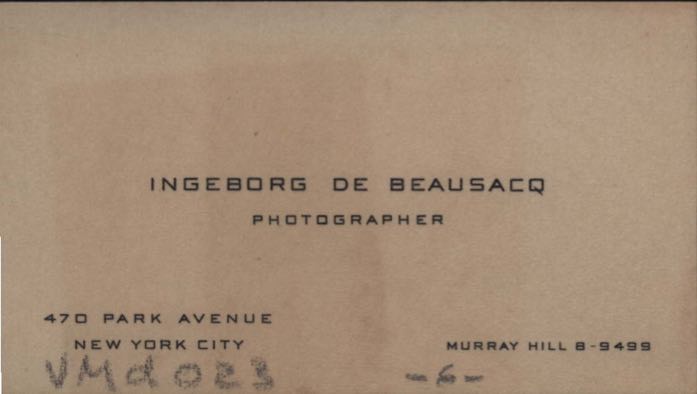 INGEBORG DE BEAUSACQ
PHOTOGRAPHER
470 PARK AVENUE
NEW YORK CITY
MURRAY HILL 8-9499
VMd023
-6-